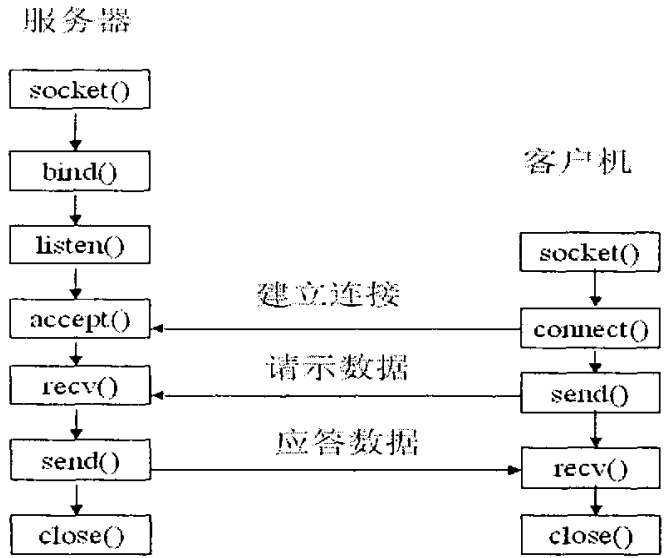 服务器
socket()
bind()
客户机
listen()
socket()
建立连接
accept()
connect()
请示数据
recv()
send()
应答数据
send()
recv()
close()
close()